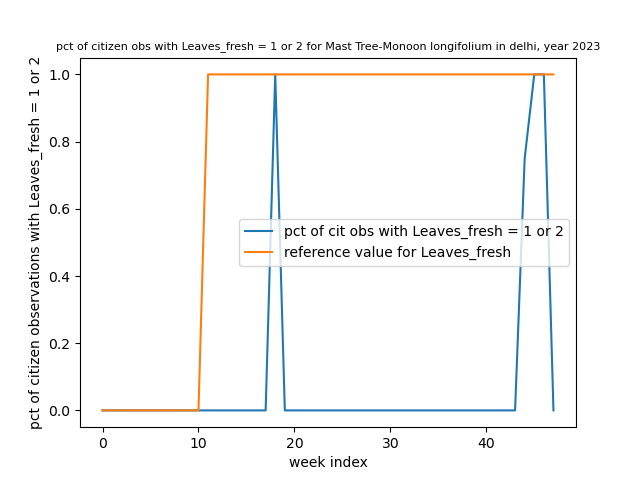 pct of citizen obs with Leaves_fresh = 1 or 2 for Mast Tree-Monoon longifolium in delhi, year 2023
pct of citizen observations with Leaves_fresh = 1 or 2
1.0
0.8
0.6
0.4
0.2
0.0
pct of cit obs with Leaves_fresh = 1 or 2
reference value for Leaves_fresh
0 10 20 30 40
week index